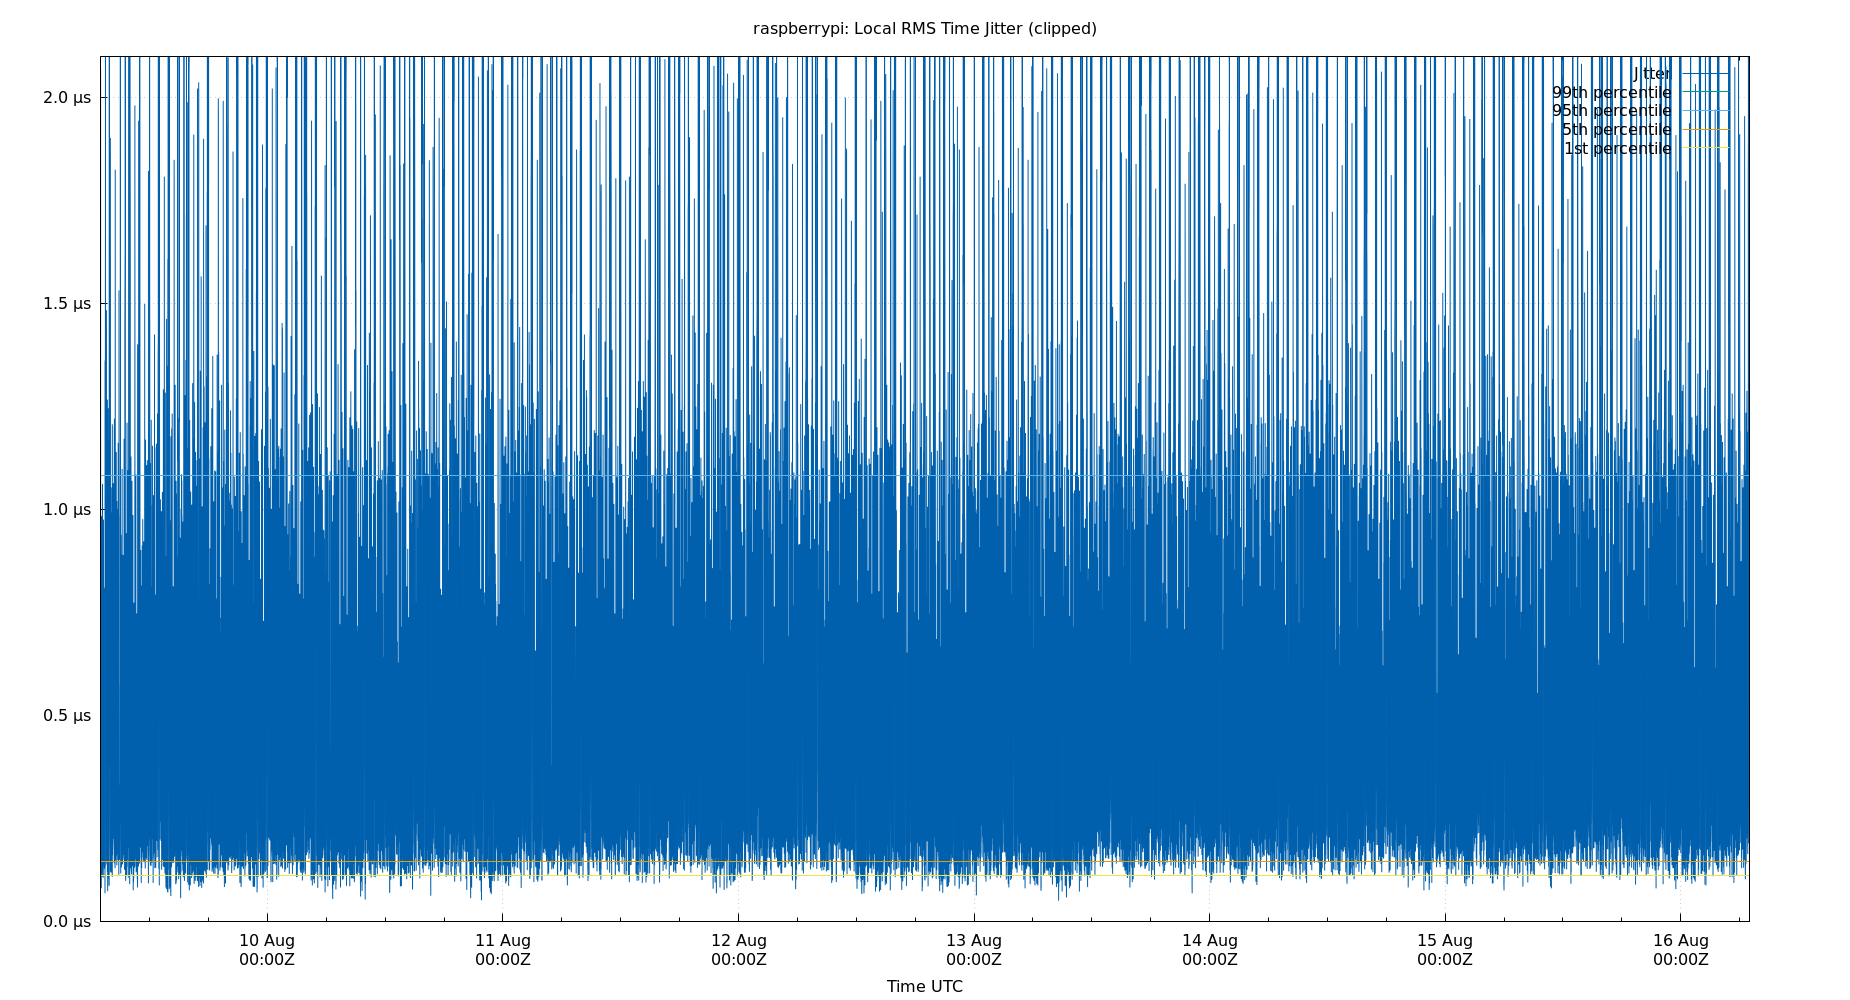 raspberrypi: Local RMS Time Jitter (clipped)
Jitter
99th percentile
95th percentile
5th percentile
1st percentile
2.0 µs
1.5 µs
1.0 µs
0.5 µs
0.0 µs
10 Aug 11 Aug 12 Aug 13 Aug 14 Aug 15 Aug 16 Aug
00:00Z 00:00Z 00:00Z 00:00Z 00:00Z 00:00Z 00:00Z
Time UTC